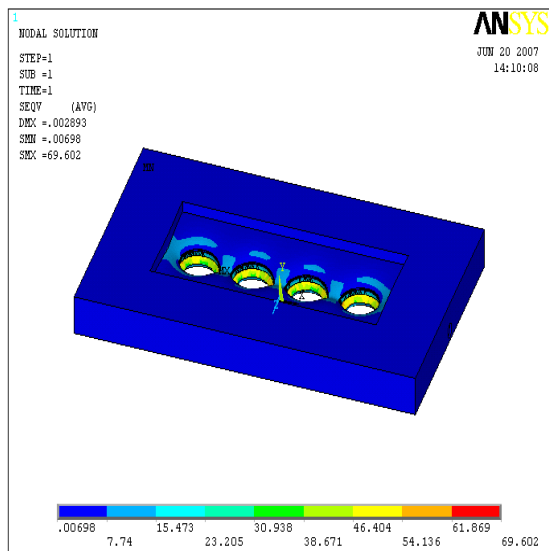 1
NODAL SOLUTION
STEP=1
SUB =1
TIME=1
SEQV (AVG)
DMX =.002893
SMN =.00698
SMX =69.602
ANSYS
JUN 20 2007
14:10:08
MN
MX
Y
X
Z
.00698 15.473 30.938 46.404 61.869
7.74 23.205 38.671 54.136 69.602